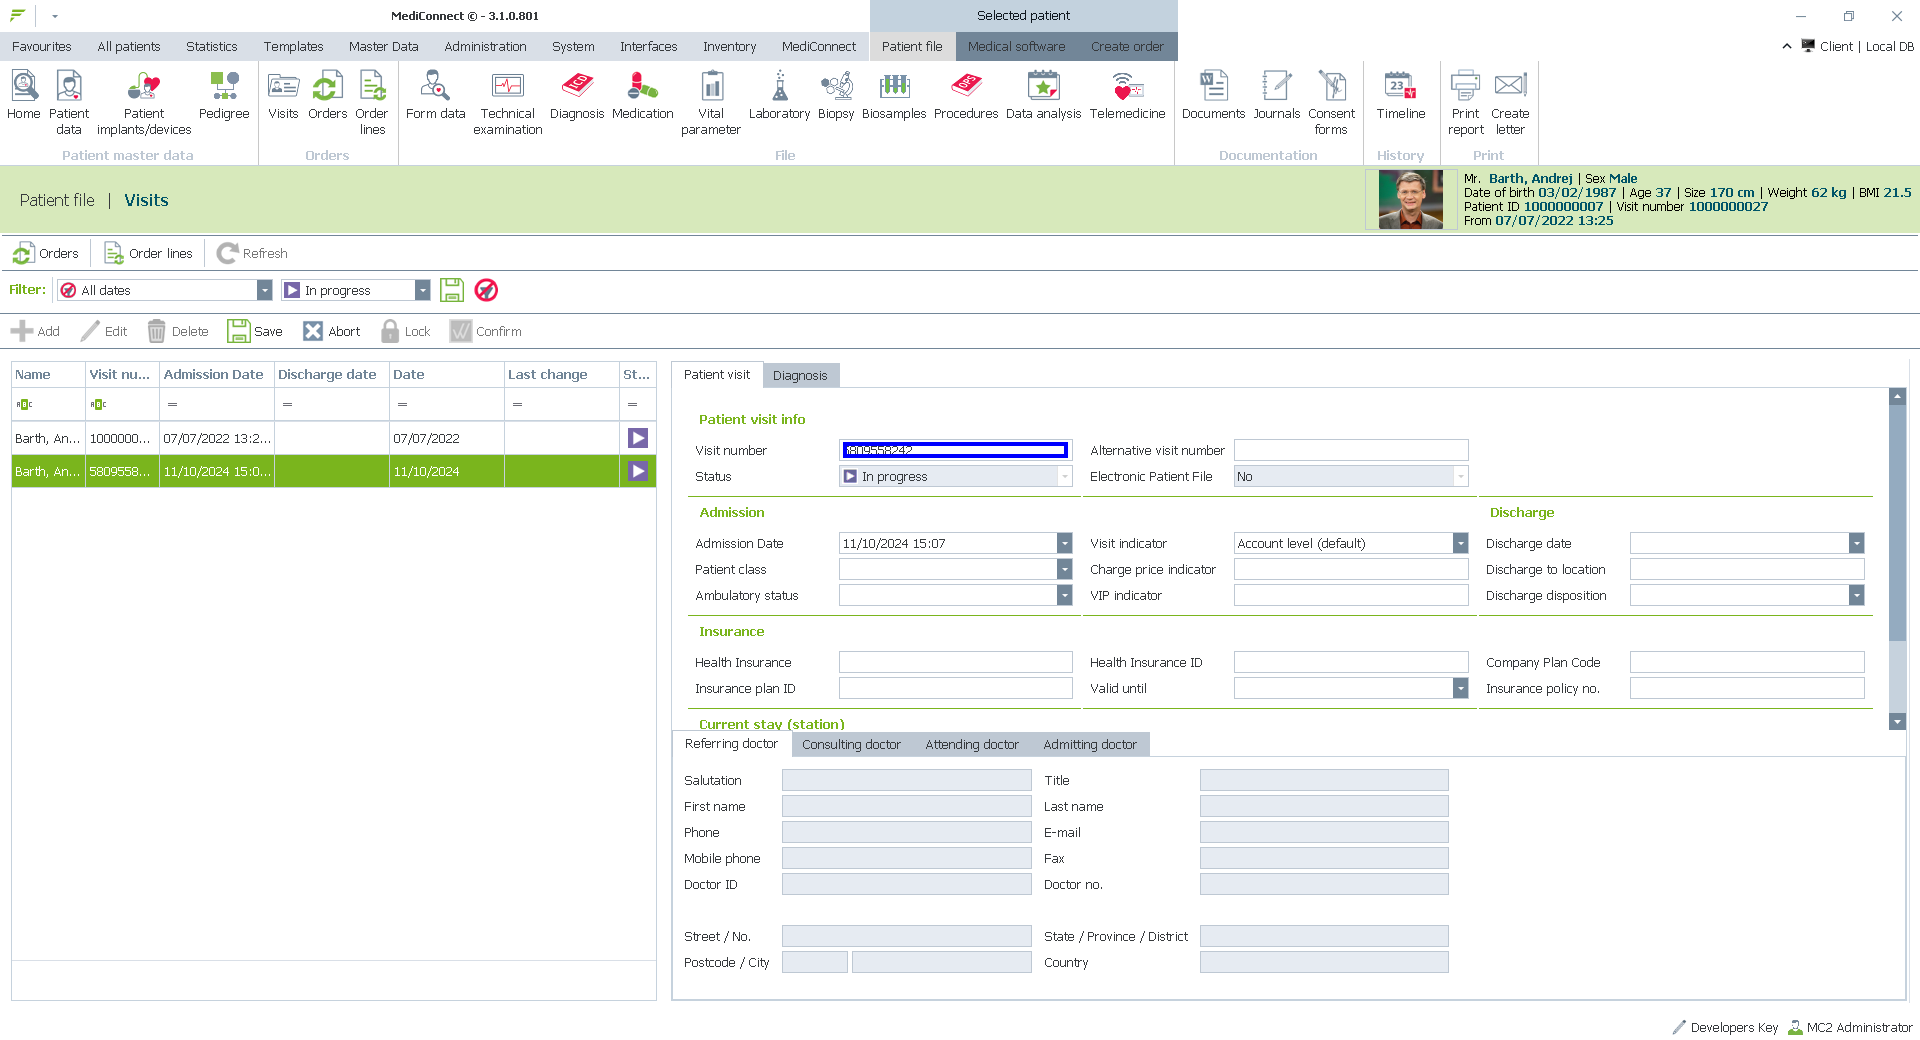 MediConnect © - 3.1.0.801
Selected patient
Favourites All patients Statistics Templates Master Data Administration System Interfaces Inventory MediConnect Patient file Medical software Create order
Client | Local DB
Home Patient data Patient implants/devices Pedigree Visits Orders Order lines Form data Technical examination Diagnosis Medication Vital parameter Laboratory Biopsy Biosamples Procedures Data analysis Telemedicine Documents Journals Consent forms Timeline Print report Create letter
Patient master data Orders File Documentation History Print
Patient file | Visits
Mr. Barth, Andrej | Sex Male
Date of birth 03/02/1987 | Age 37 | Size 170 cm | Weight 62 kg | BMI 21.5
Patient ID 1000000007 | Visit number 1000000027
From 07/07/2022 13:25
Orders Order lines Refresh
Filter: All dates In progress
Add Edit Delete Save Abort Lock Confirm
Name Visit nu... Admission Date Discharge date Date Last change St...
Barth, An... 1000000... 07/07/2022 13:2... 07/07/2022
Barth, An... 5809558... 11/10/2024 15:0... 11/10/2024
Patient visit Diagnosis
Patient visit info
Visit number 5809558242 Alternative visit number
Status In progress Electronic Patient File No
Admission Discharge
Admission Date 11/10/2024 15:07 Visit indicator Account level (default) Discharge date
Patient class Charge price indicator Discharge to location
Ambulatory status VIP indicator Discharge disposition
Insurance
Health Insurance Health Insurance ID Company Plan Code
Insurance plan ID Valid until Insurance policy no.
Current stay (station)
Referring doctor Consulting doctor Attending doctor Admitting doctor
Salutation Title
First name Last name
Phone E-mail
Mobile phone Fax
Doctor ID Doctor no.
Street / No. State / Province / District
Postcode / City Country
Developers Key MC2 Administrator